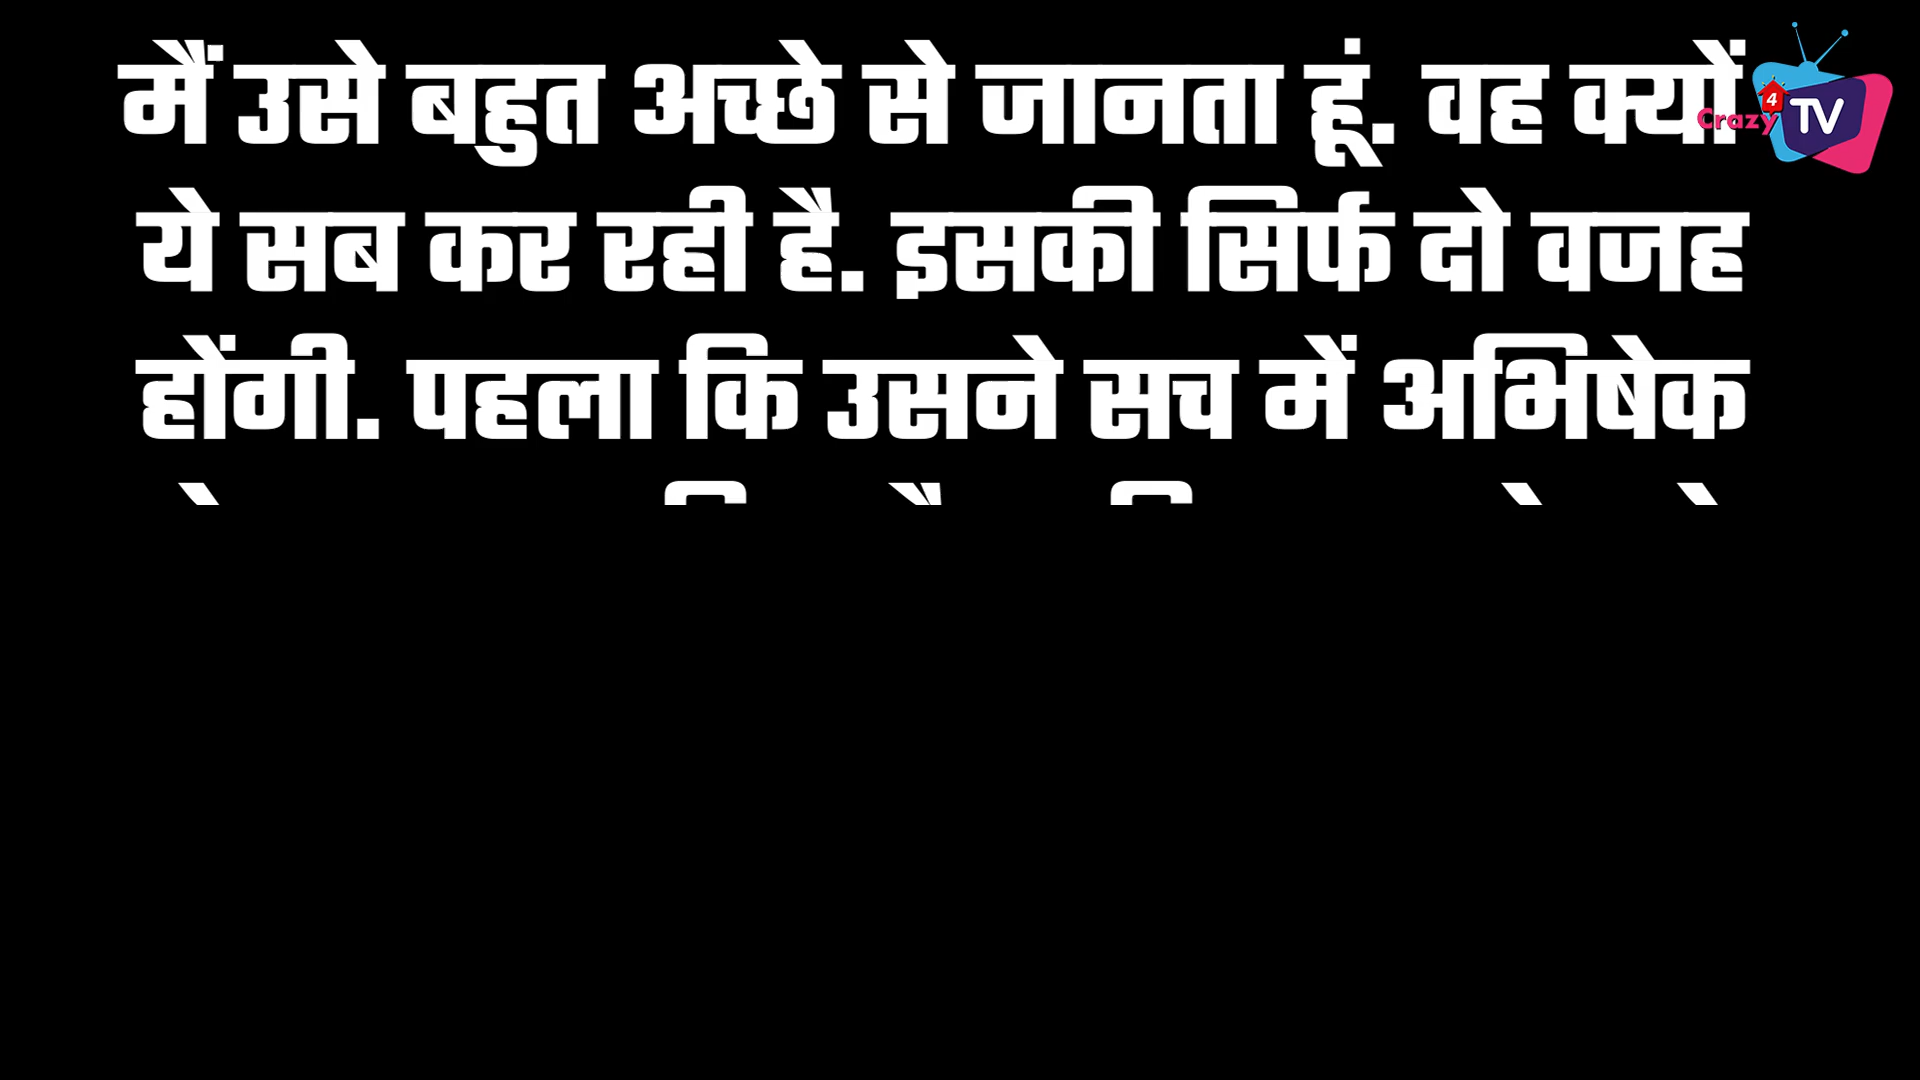 मैं उसे बहुत अच्छे से जानता हूं. वह क्यों
ये सब कर रही है. इसकी सिर्फ दो वजह
होंगी. पहला कि उसने सच में अभिषेक
Crazy 4 TV